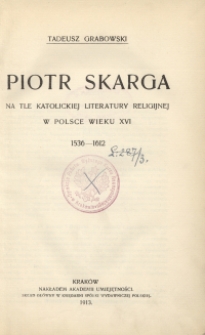 TADEUSZ GRABOWSKI
PIOTR SKARGA
NA TLE KATOLICKIEJ LITERATURY RELIGIJNEJ
W POLSCE WIEKU XVI
1536—1612
KRAKÓW
NAKŁADEM AKADEMII UMIEJĘTNOŚCI
SKŁAD GŁÓWNY W KSIĘGARNI SPÓŁKI WYDAWNICZEJ POLSKIEJ.
1913.